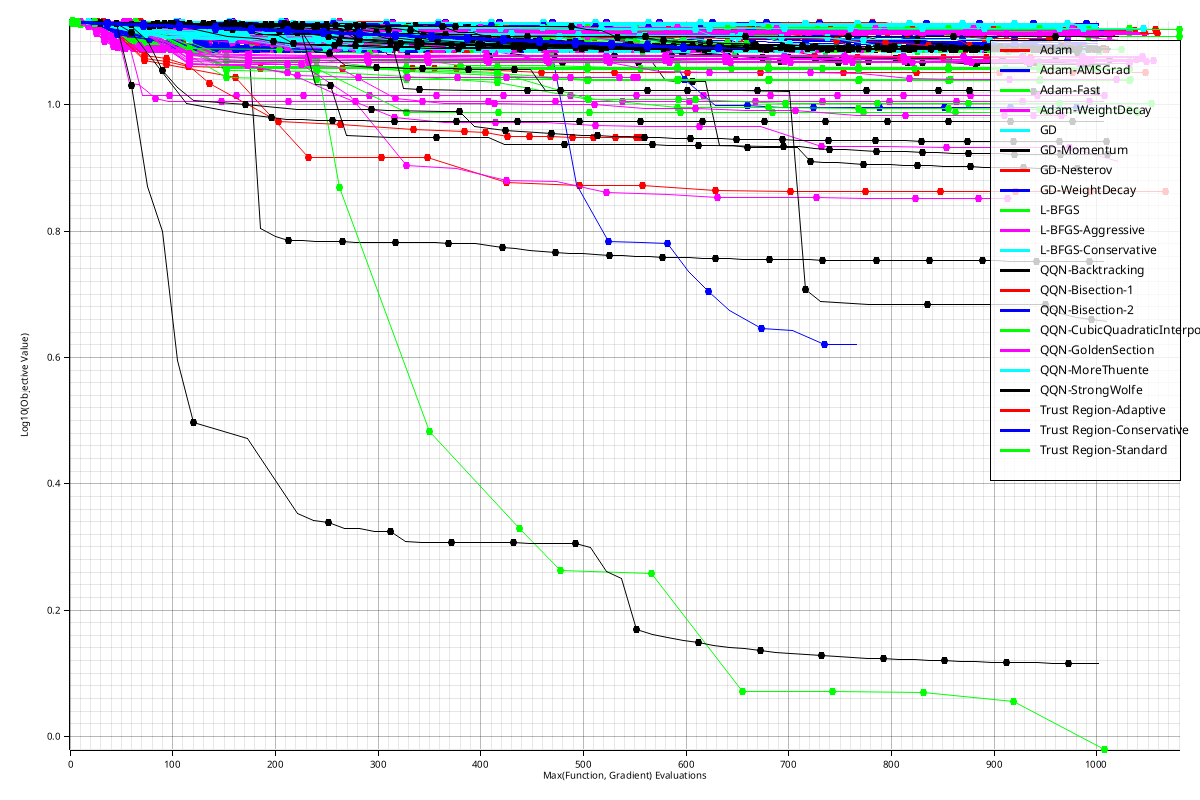 Log10(Objective Value)
1.0
0.8
0.6
0.4
0.2
0.0
0 100 200 300 400 500 600 700 800 900 1000
Max(Function, Gradient) Evaluations
Adam
Adam-AMSGrad
Adam-Fast
Adam-WeightDecay
GD
GD-Momentum
GD-Nesterov
GD-WeightDecay
L-BFGS
L-BFGS-Aggressive
L-BFGS-Conservative
QQN-Backtracking
QQN-Bisection-1
QQN-Bisection-2
QQN-CubicQuadraticInterpo
QQN-GoldenSection
QQN-MoreThuente
QQN-StrongWolfe
Trust Region-Adaptive
Trust Region-Conservative
Trust Region-Standard